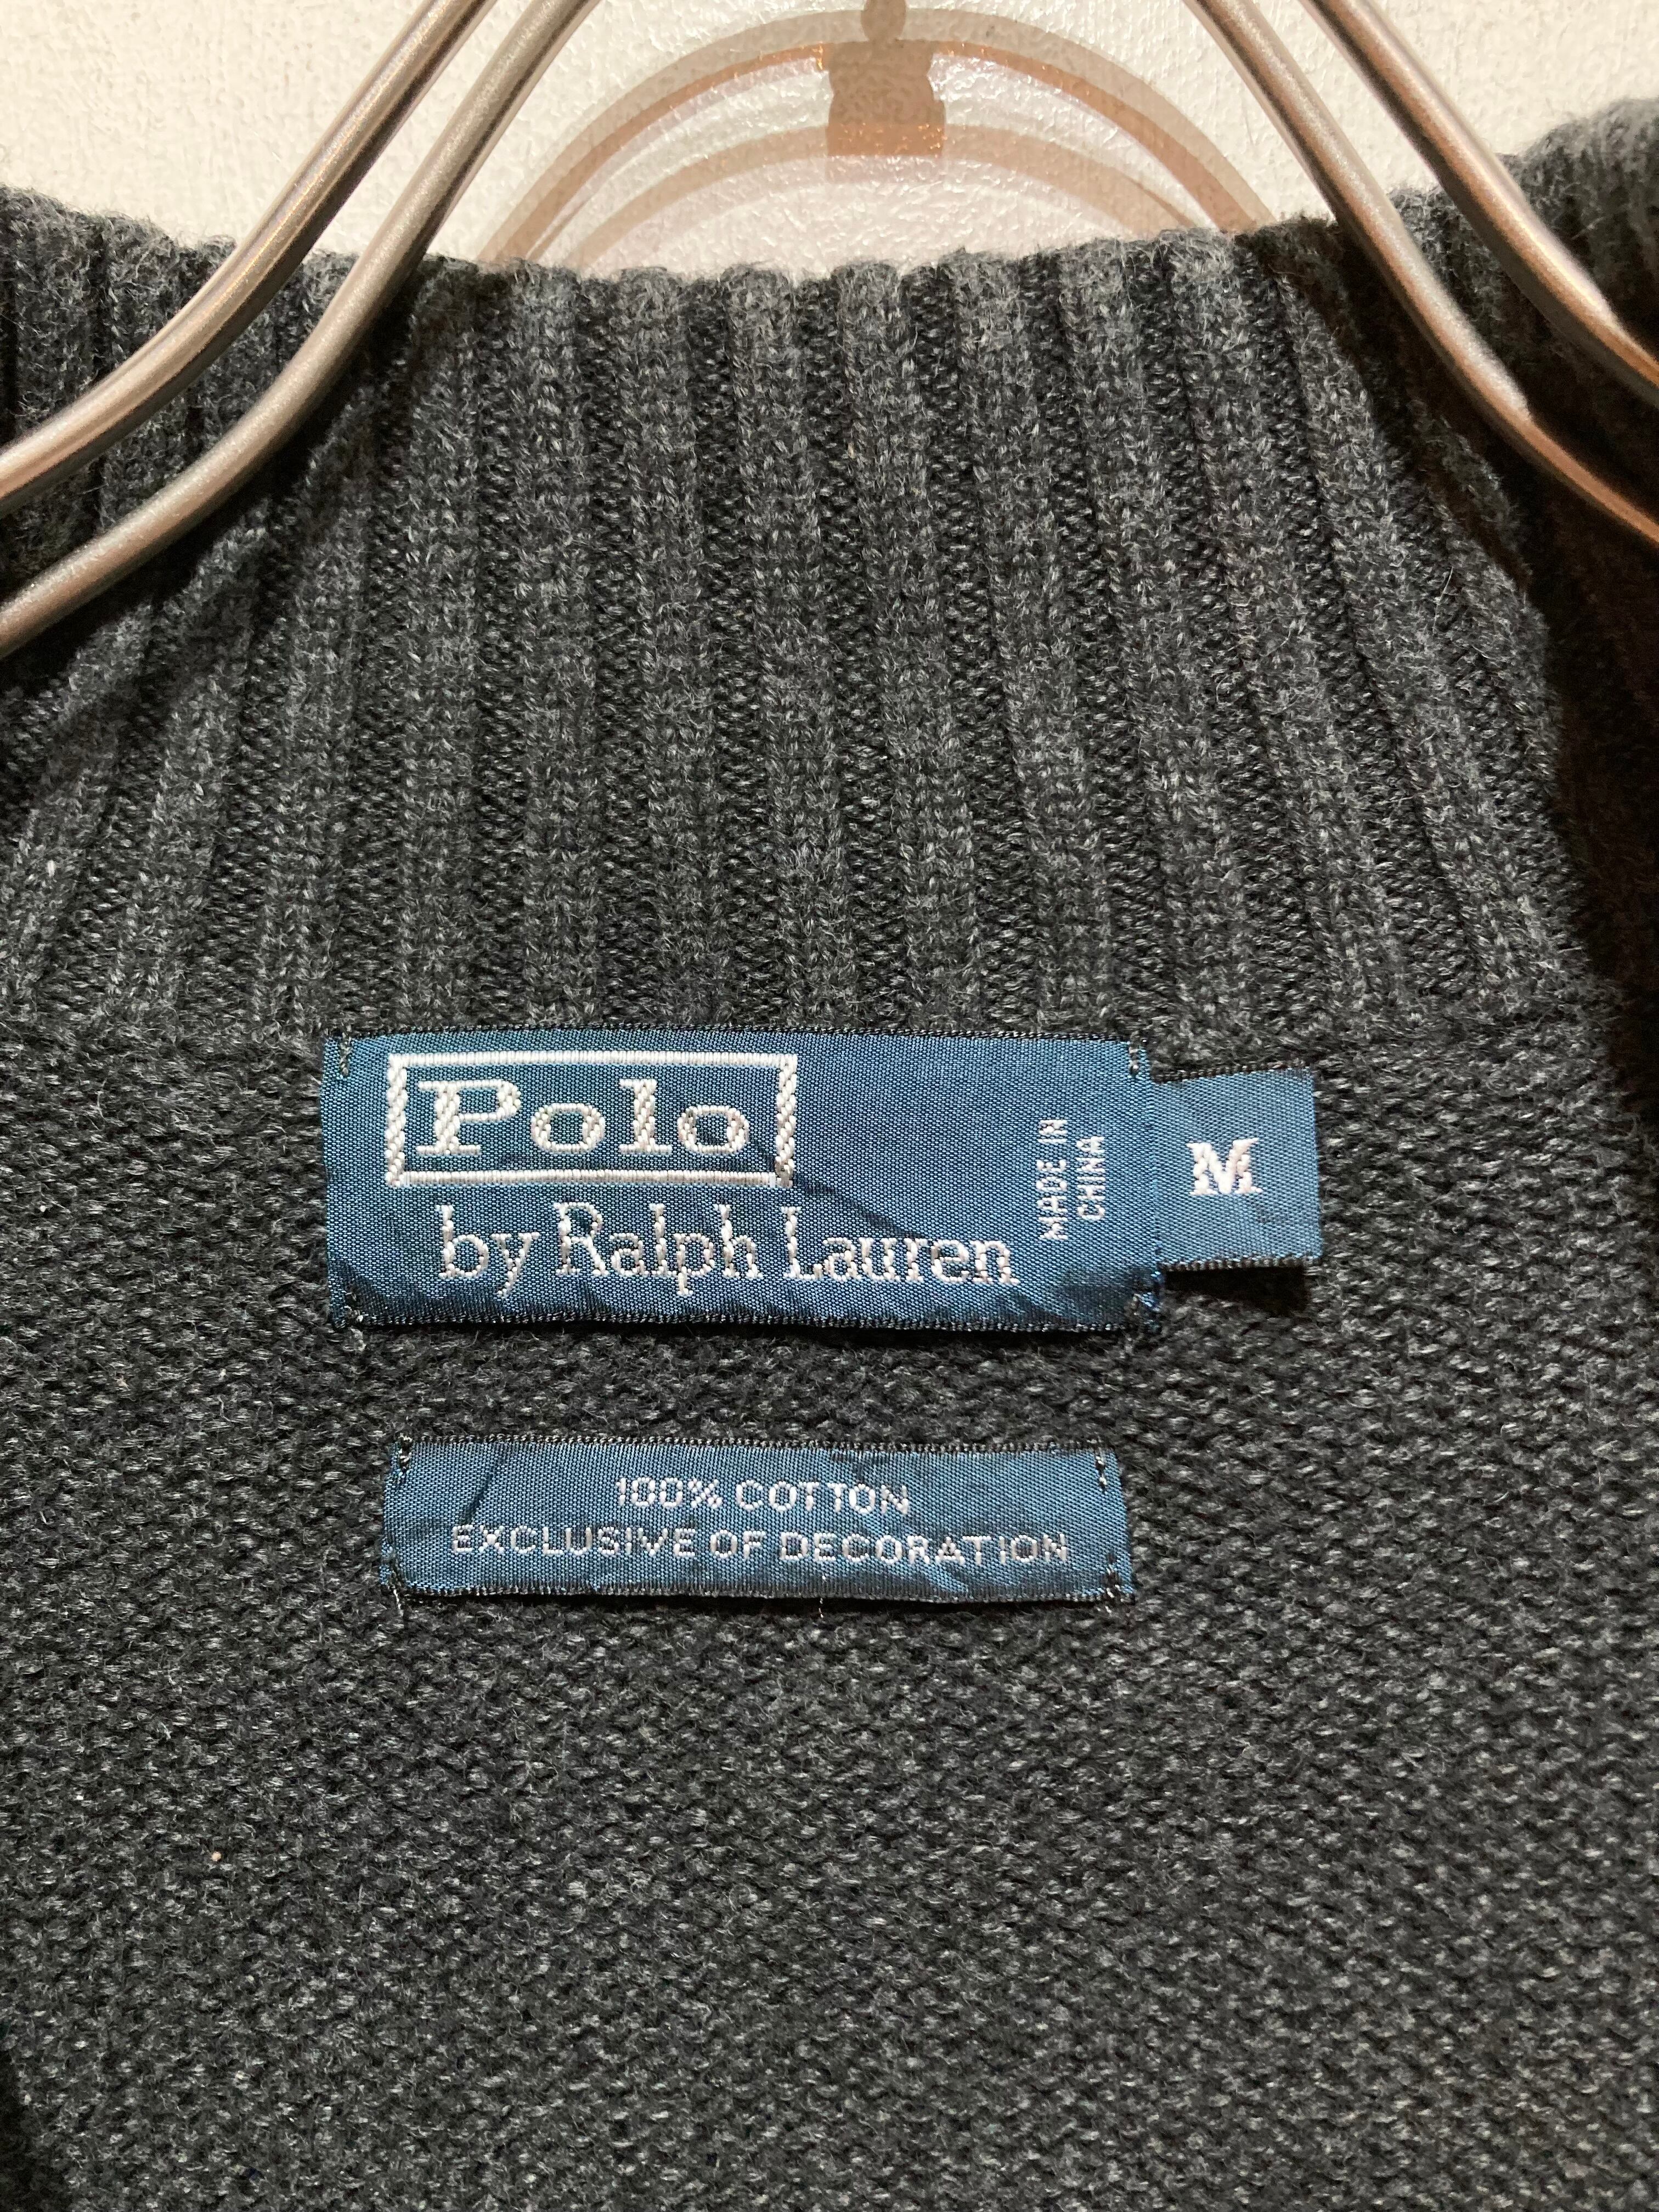 Polo
by Ralph Lauren
MADE IN
CHINA
M
100% COTTON
EXCLUSIVE OF DECORATION